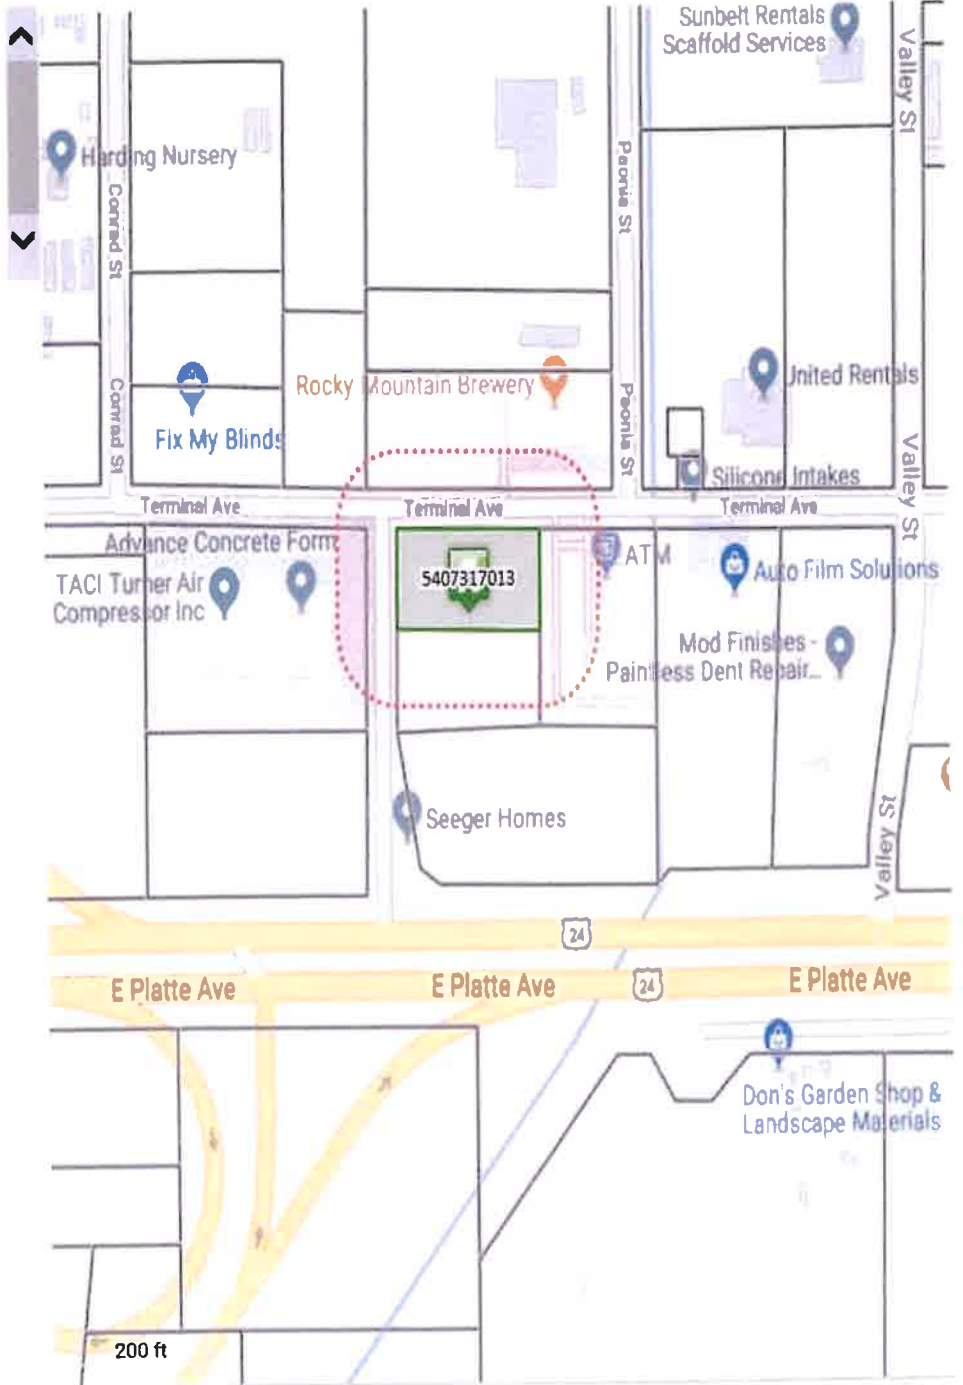 Sunbelt Rentals
Scaffold Services
Valley St
Harding Nursery
Paonia St
Conrad St
Rocky Mountain Brewery
United Rentals
Fix My Blinds
Conrad St
Paonia St
Valley St
Silicone Intakes
Terminal Ave
Terminal Ave
Terminal Ave
Advance Concrete Form
ATM
Auto Film Solutions
TACI Turner Air
Compressor Inc
5407317013
Mod Finishes -
Paintless Dent Repair...
Seeger Homes
Valley St
24
E Platte Ave
E Platte Ave
24
E Platte Ave
Don's Garden Shop &
Landscape Materials
200 ft